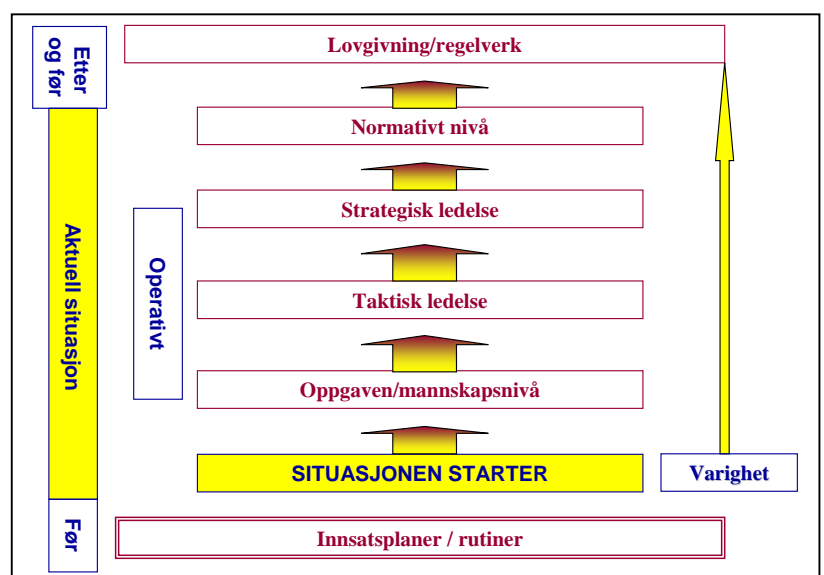 Etter
og før
Lovgivning/regelverk
Normativt nivå
Strategisk ledelse
Aktuell situasjon
Operativt
Taktisk ledelse
Oppgaven/mannskapsnivå
SITUASJONEN STARTER
Varighet
Før
Innsatsplaner / rutiner